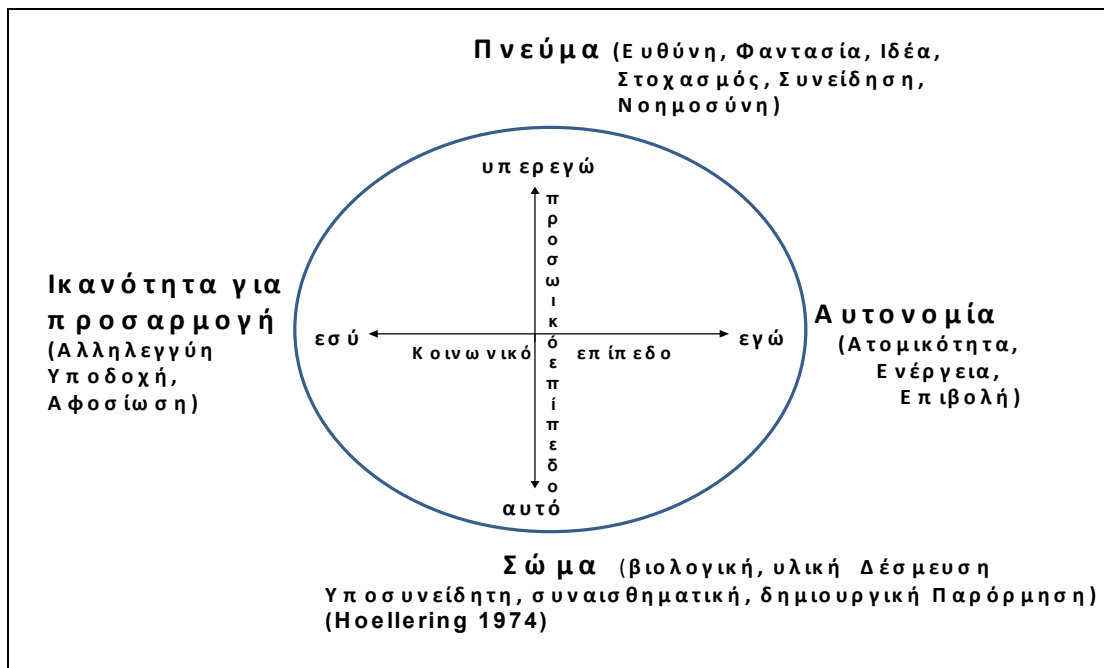 Πνεύμα (Ευθύνη, Φαντασία, Ιδέα,
Στοχασμός, Συνείδηση,
Νοημοσύνη)
υπερεγώ
προσωικό επίπεδο
Ικανότητα για
προσαρμογή
(Αλληλεγγύη
Υποδοχή,
Αφοσίωση)
εσύ
Κοινωνικό επίπεδο
εγώ
Αυτονομία
(Ατομικότητα,
Ενέργεια,
Επιβολή)
αυτό
Σώμα (βιολογική, υλική Δέσμευση
Υποσυνείδητη, συναισθηματική, δημιουργική Παρόρμηση)
(Hoellering 1974)